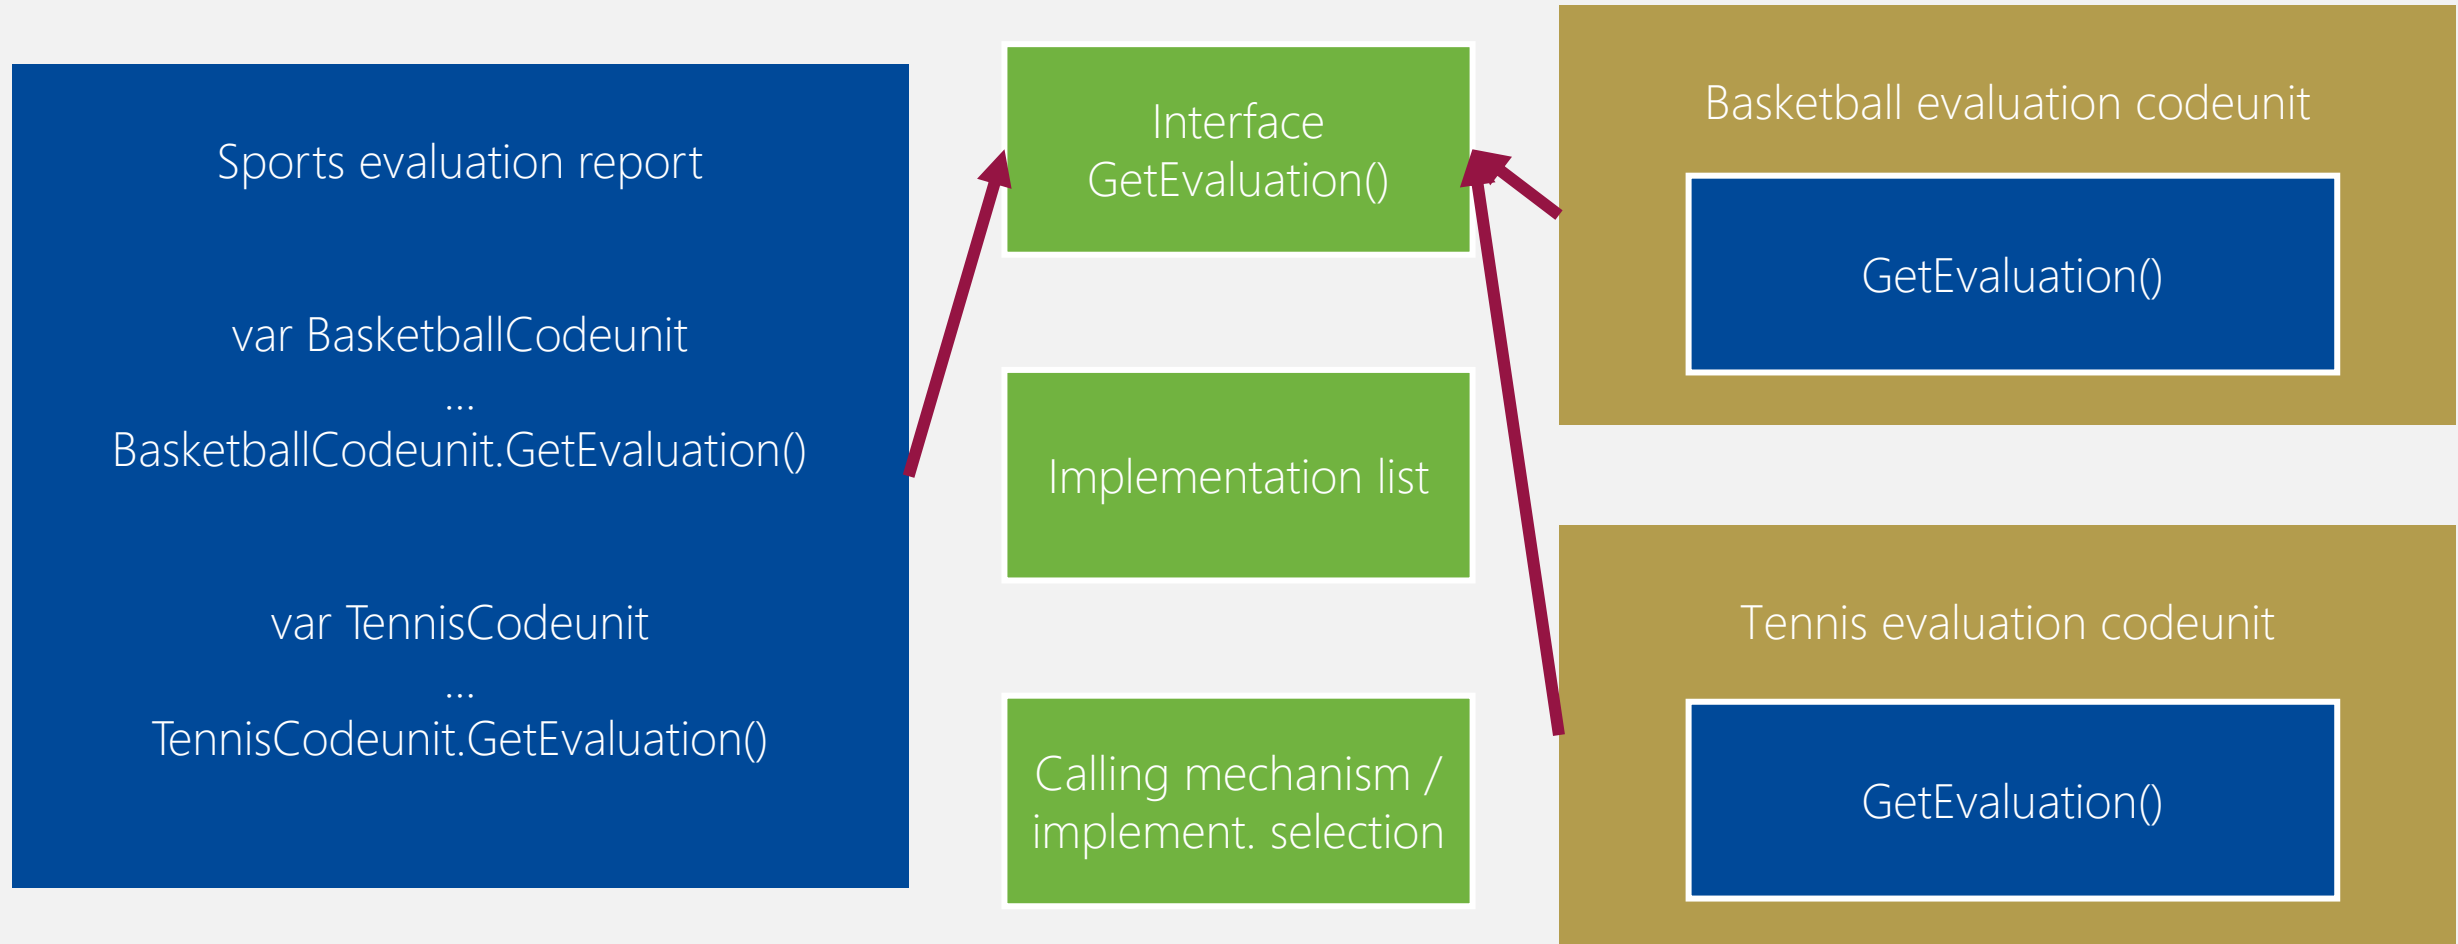 Sports evaluation report
var BasketballCodeunit
...
BasketballCodeunit.GetEvaluation()
var TennisCodeunit
...
TennisCodeunit.GetEvaluation()
Interface
GetEvaluation()
Implementation list
Calling mechanism /
implement. selection
Basketball evaluation codeunit
GetEvaluation()
Tennis evaluation codeunit
GetEvaluation()